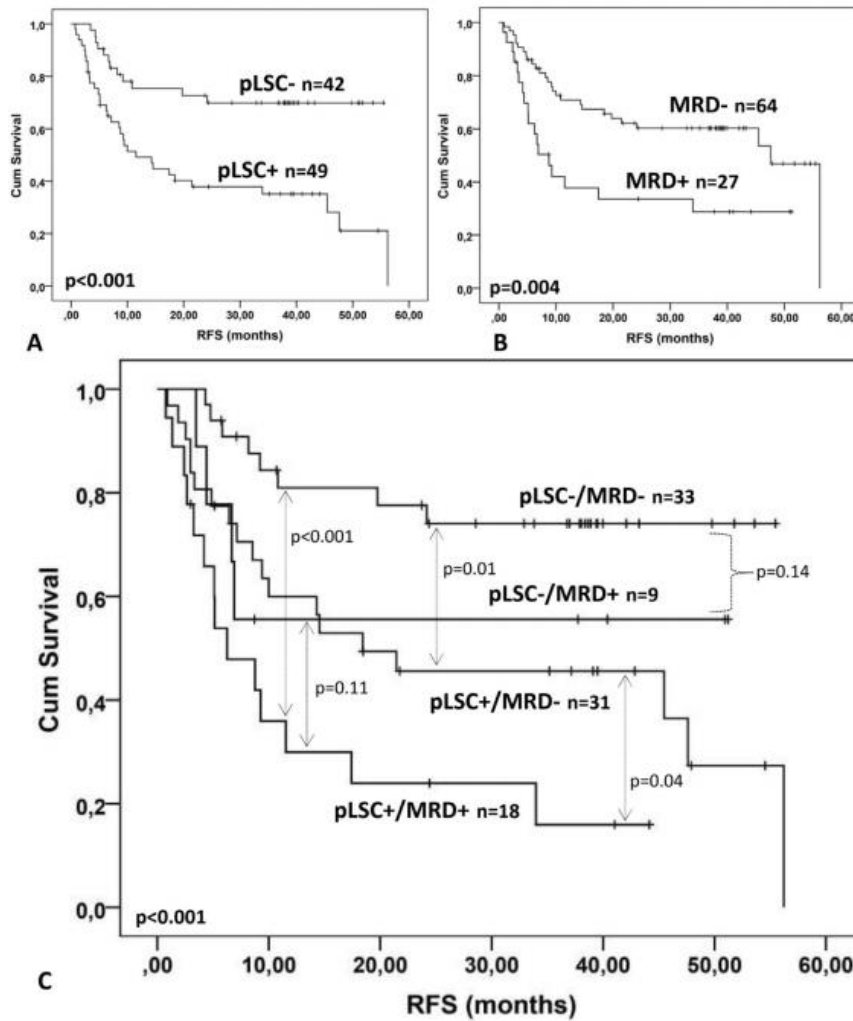 1,0
0,8
0,6
0,4
0,2
0,0
Cum Survival
pLSC- n=42
pLSC+ n=49
p<0.001
,00 10,00 20,00 30,00 40,00 50,00 60,00
RFS (months)
A
1,0
0,8
0,6
0,4
0,2
0,0
Cum Survival
MRD- n=64
MRD+ n=27
p=0.004
,00 10,00 20,00 30,00 40,00 50,00 60,00
RFS (months)
B
1,0
0,8
0,6
0,4
0,2
0,0
Cum Survival
pLSC-/MRD- n=33
p<0.001
p=0.01
p=0.14
pLSC-/MRD+ n=9
p=0.11
pLSC+/MRD- n=31
p=0.04
pLSC+/MRD+ n=18
p<0.001
,00 10,00 20,00 30,00 40,00 50,00 60,00
RFS (months)
C